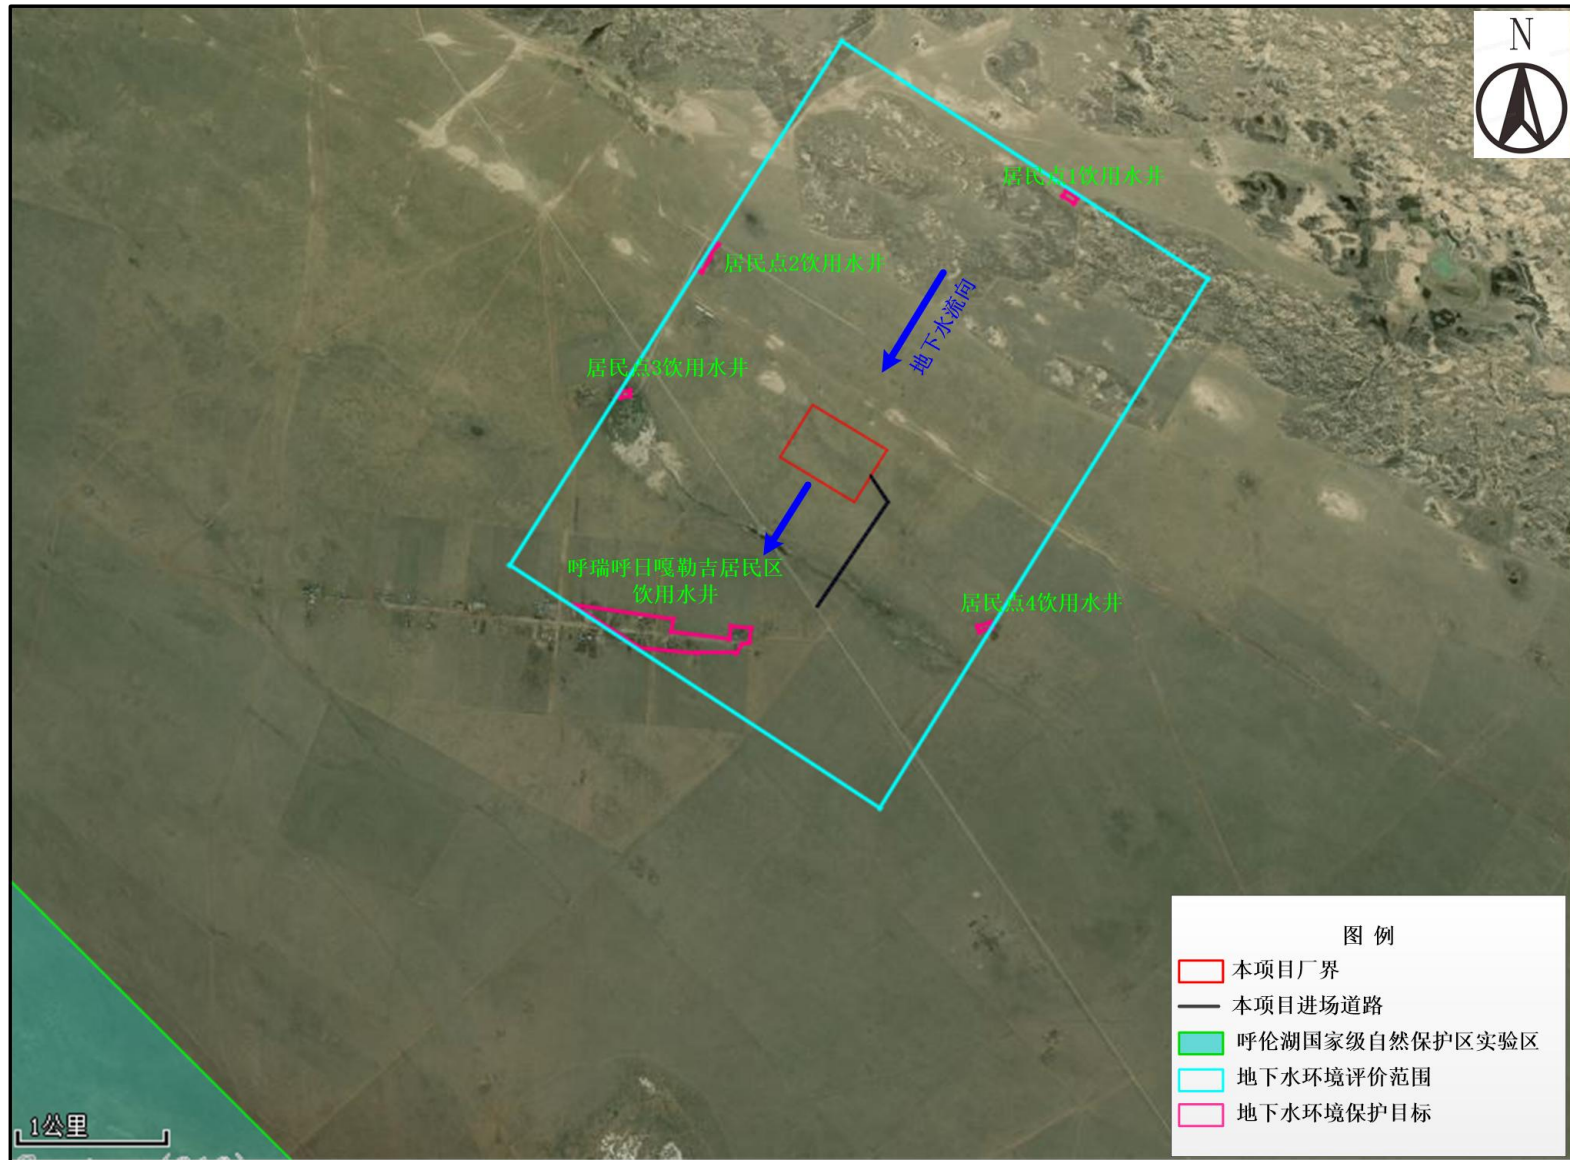 N
居民点1饮用水井
居民点2饮用水井
地下水流向
居民点3饮用水井
呼瑞呼日嘎勒吉居民区
饮用水井
居民点4饮用水井
图 例
本项目厂界
本项目进场道路
呼伦湖国家级自然保护区实验区
地下水环境评价范围
地下水环境保护目标
1公里